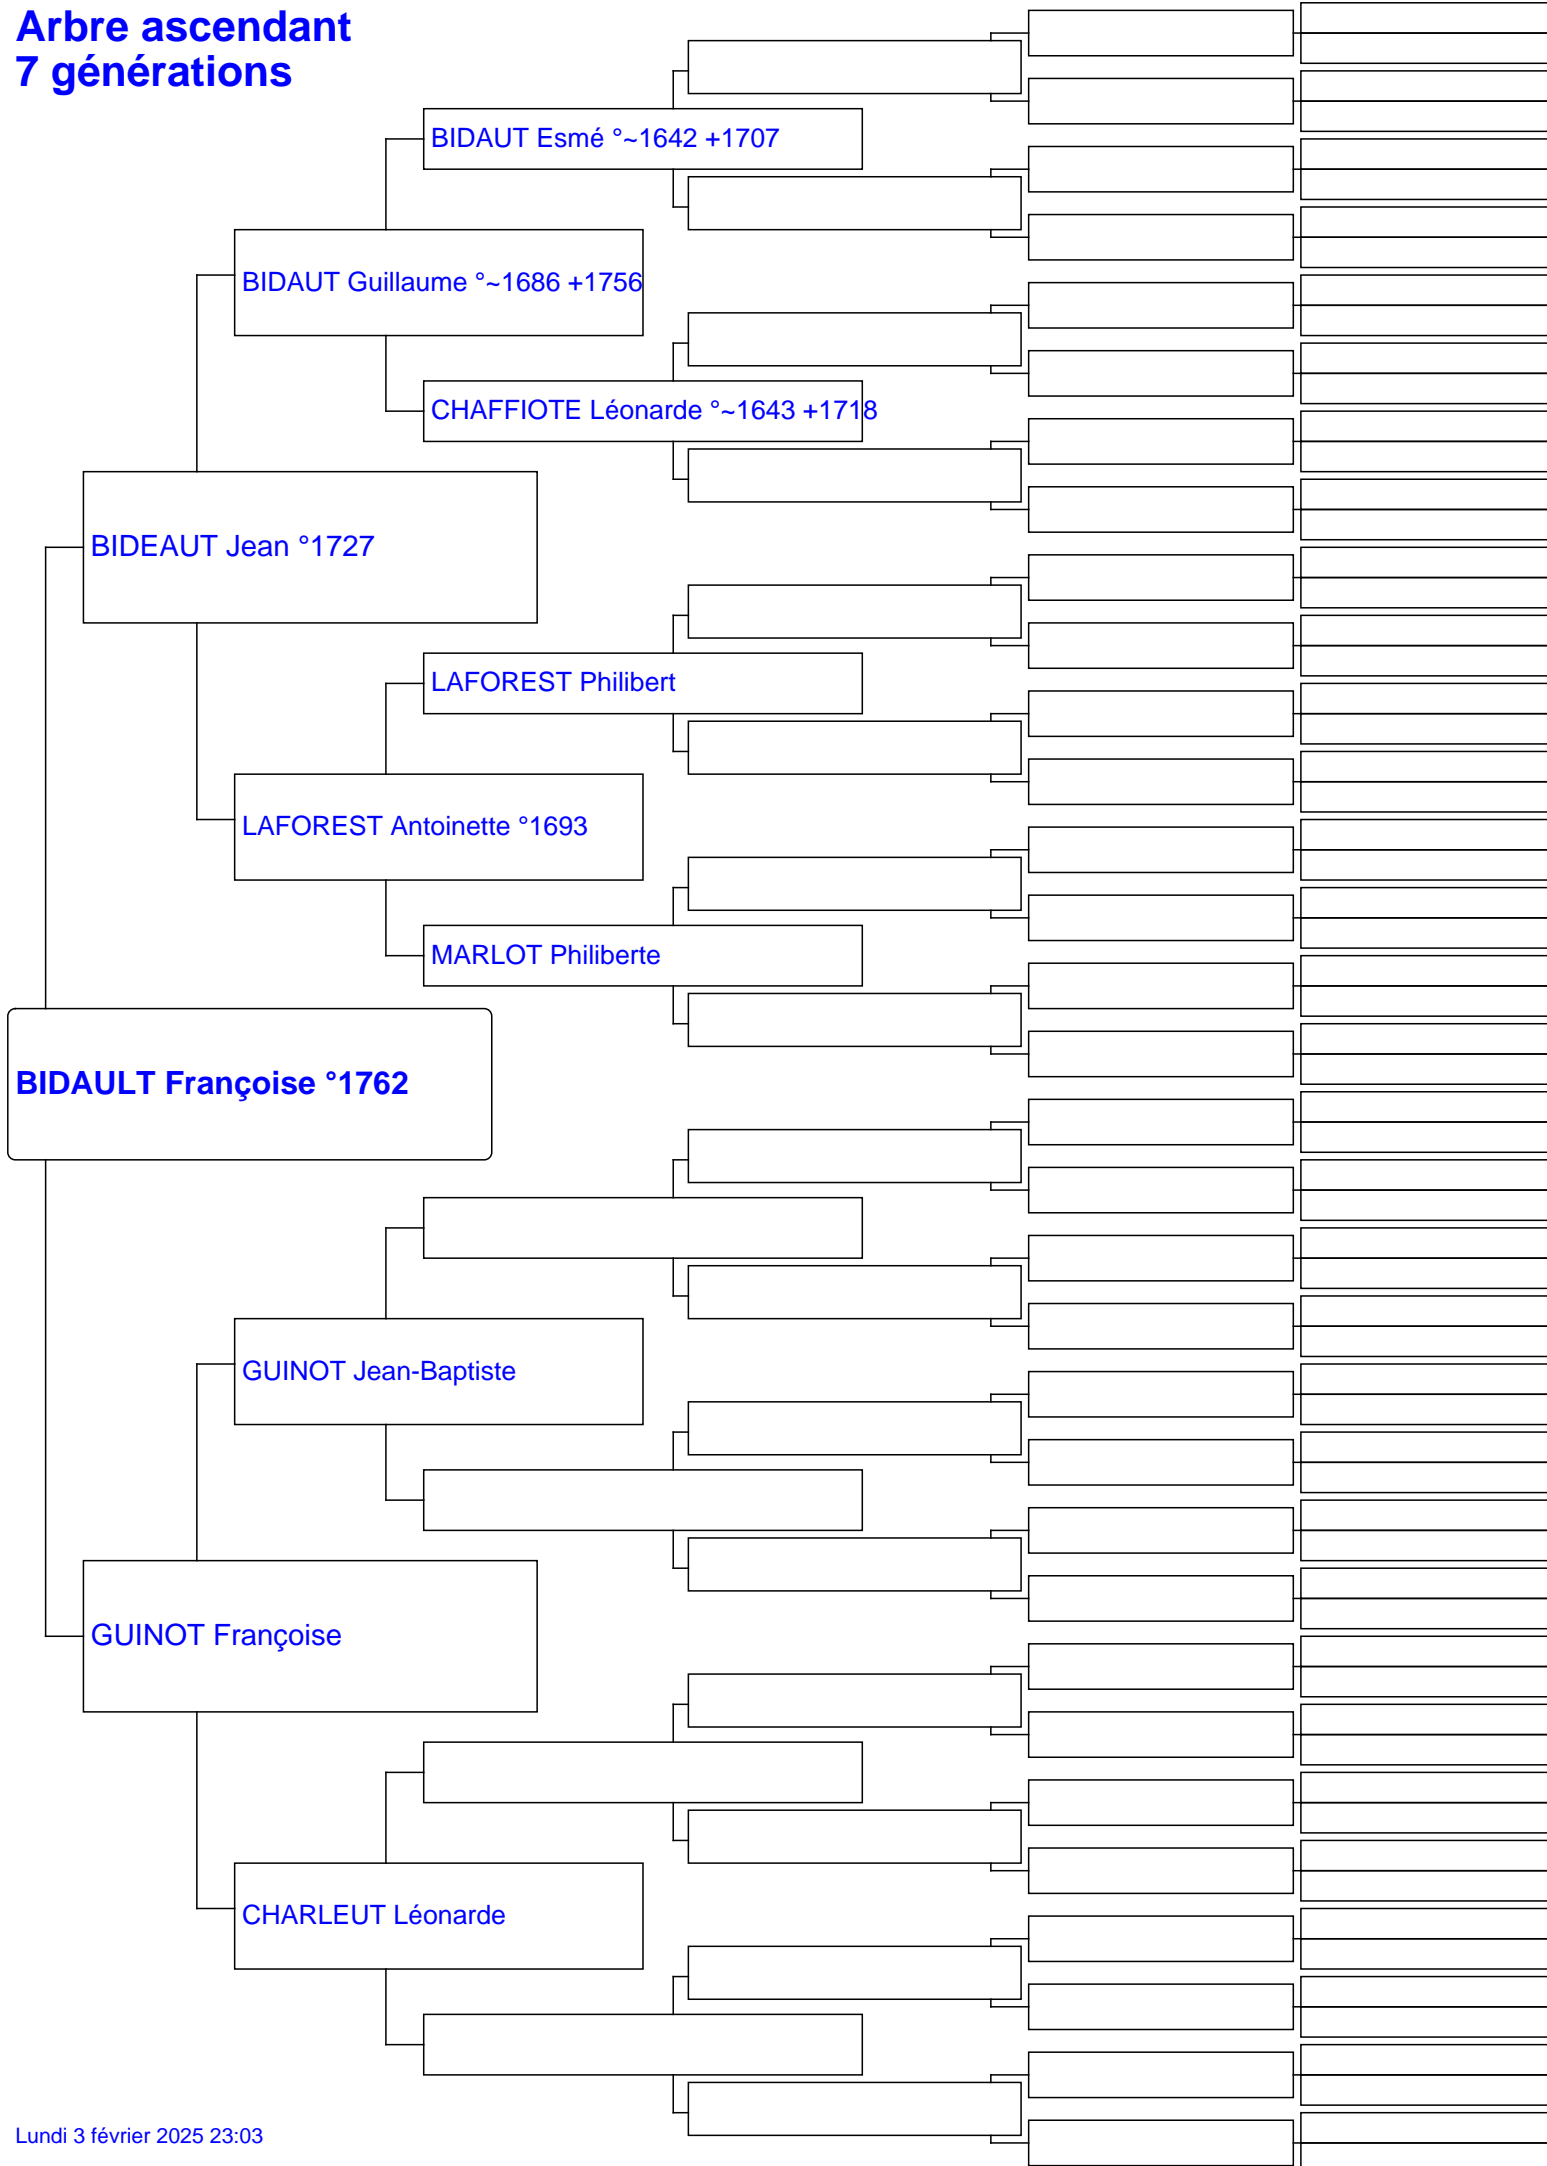 Arbre ascendant
7 générations
BIDAUT Esmé °~1642 +1707
BIDAUT Guillaume °~1686 +1756
CHAFFIOTE Léonarde °~1643 +1718
BIDEAUT Jean °1727
LAFOREST Philibert
LAFOREST Antoinette °1693
MARLOT Philiberte
BIDAULT Françoise °1762
GUINOT Jean-Baptiste
GUINOT Françoise
CHARLEUT Léonarde
Lundi 3 février 2025 23:03